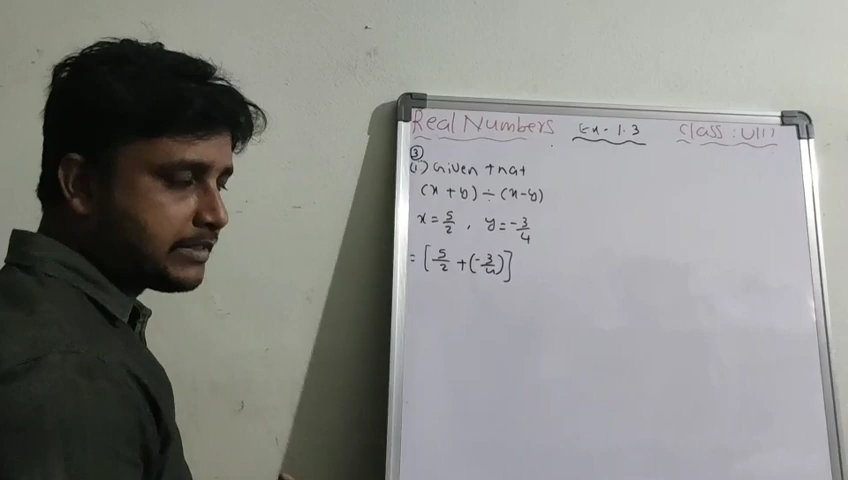 Real Numbers Ex-1.3 Class: VIII
③
(i) Given that
(x + y) ÷ (x-y)
x = 5/2 , y = -3/4
= [5/2 + (-3/4)]